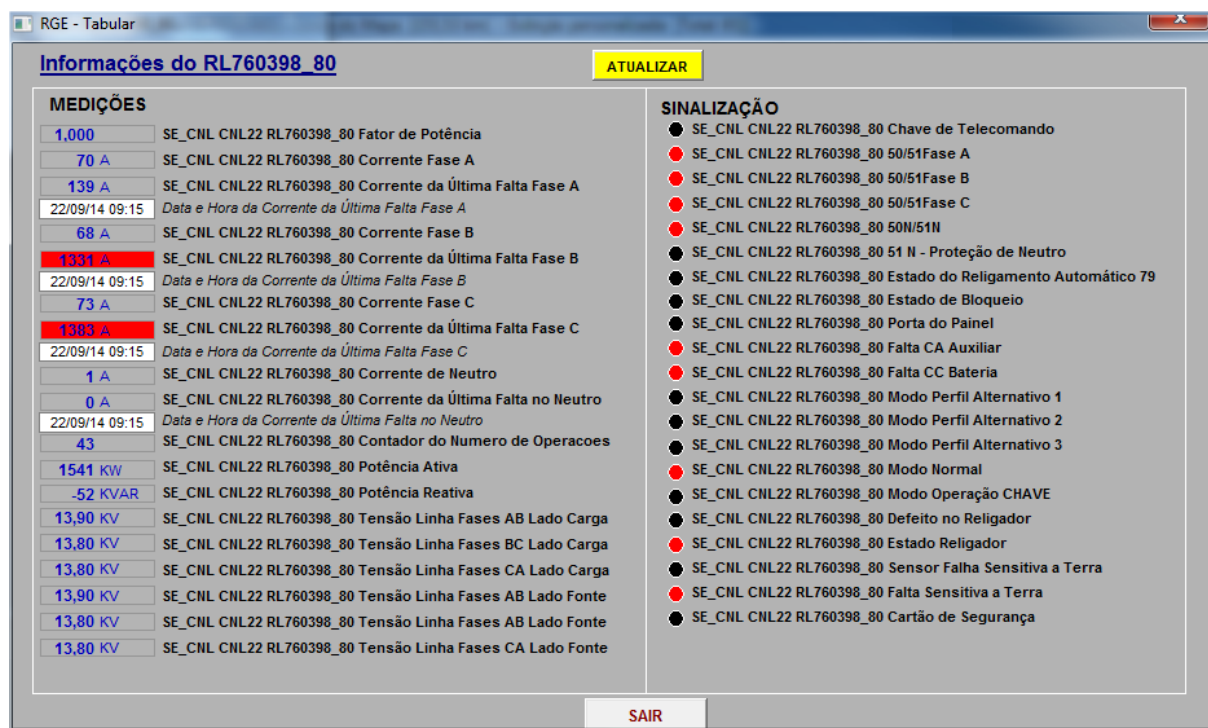 RGE - Tabular
Informações do RL760398_80
ATUALIZAR
MEDIÇÕES
1,000 SE_CNL CNL22 RL760398_80 Fator de Potência
70 A SE_CNL CNL22 RL760398_80 Corrente Fase A
139 A SE_CNL CNL22 RL760398_80 Corrente da Última Falta Fase A
22/09/14 09:15 Data e Hora da Corrente da Última Falta Fase A
68 A SE_CNL CNL22 RL760398_80 Corrente Fase B
1331 A SE_CNL CNL22 RL760398_80 Corrente da Última Falta Fase B
22/09/14 09:15 Data e Hora da Corrente da Última Falta Fase B
73 A SE_CNL CNL22 RL760398_80 Corrente Fase C
1383 A SE_CNL CNL22 RL760398_80 Corrente da Última Falta Fase C
22/09/14 09:15 Data e Hora da Corrente da Última Falta Fase C
1 A SE_CNL CNL22 RL760398_80 Corrente de Neutro
0 A SE_CNL CNL22 RL760398_80 Corrente da Última Falta no Neutro
22/09/14 09:15 Data e Hora da Corrente da Última Falta no Neutro
43 SE_CNL CNL22 RL760398_80 Contador do Numero de Operacoes
1541 KW SE_CNL CNL22 RL760398_80 Potência Ativa
-52 KVAR SE_CNL CNL22 RL760398_80 Potência Reativa
13,90 KV SE_CNL CNL22 RL760398_80 Tensão Linha Fases AB Lado Carga
13,80 KV SE_CNL CNL22 RL760398_80 Tensão Linha Fases BC Lado Carga
13,80 KV SE_CNL CNL22 RL760398_80 Tensão Linha Fases CA Lado Carga
13,90 KV SE_CNL CNL22 RL760398_80 Tensão Linha Fases AB Lado Fonte
13,80 KV SE_CNL CNL22 RL760398_80 Tensão Linha Fases AB Lado Fonte
13,80 KV SE_CNL CNL22 RL760398_80 Tensão Linha Fases CA Lado Fonte
SINALIZAÇÃO
SE_CNL CNL22 RL760398_80 Chave de Telecomando
SE_CNL CNL22 RL760398_80 50/51Fase A
SE_CNL CNL22 RL760398_80 50/51Fase B
SE_CNL CNL22 RL760398_80 50/51Fase C
SE_CNL CNL22 RL760398_80 50N/51N
SE_CNL CNL22 RL760398_80 51 N - Proteção de Neutro
SE_CNL CNL22 RL760398_80 Estado do Religamento Automático 79
SE_CNL CNL22 RL760398_80 Estado de Bloqueio
SE_CNL CNL22 RL760398_80 Porta do Painel
SE_CNL CNL22 RL760398_80 Falta CA Auxiliar
SE_CNL CNL22 RL760398_80 Falta CC Bateria
SE_CNL CNL22 RL760398_80 Modo Perfil Alternativo 1
SE_CNL CNL22 RL760398_80 Modo Perfil Alternativo 2
SE_CNL CNL22 RL760398_80 Modo Perfil Alternativo 3
SE_CNL CNL22 RL760398_80 Modo Normal
SE_CNL CNL22 RL760398_80 Modo Operação CHAVE
SE_CNL CNL22 RL760398_80 Defeito no Religador
SE_CNL CNL22 RL760398_80 Estado Religador
SE_CNL CNL22 RL760398_80 Sensor Falha Sensitiva a Terra
SE_CNL CNL22 RL760398_80 Falta Sensitiva a Terra
SE_CNL CNL22 RL760398_80 Cartão de Segurança
SAIR